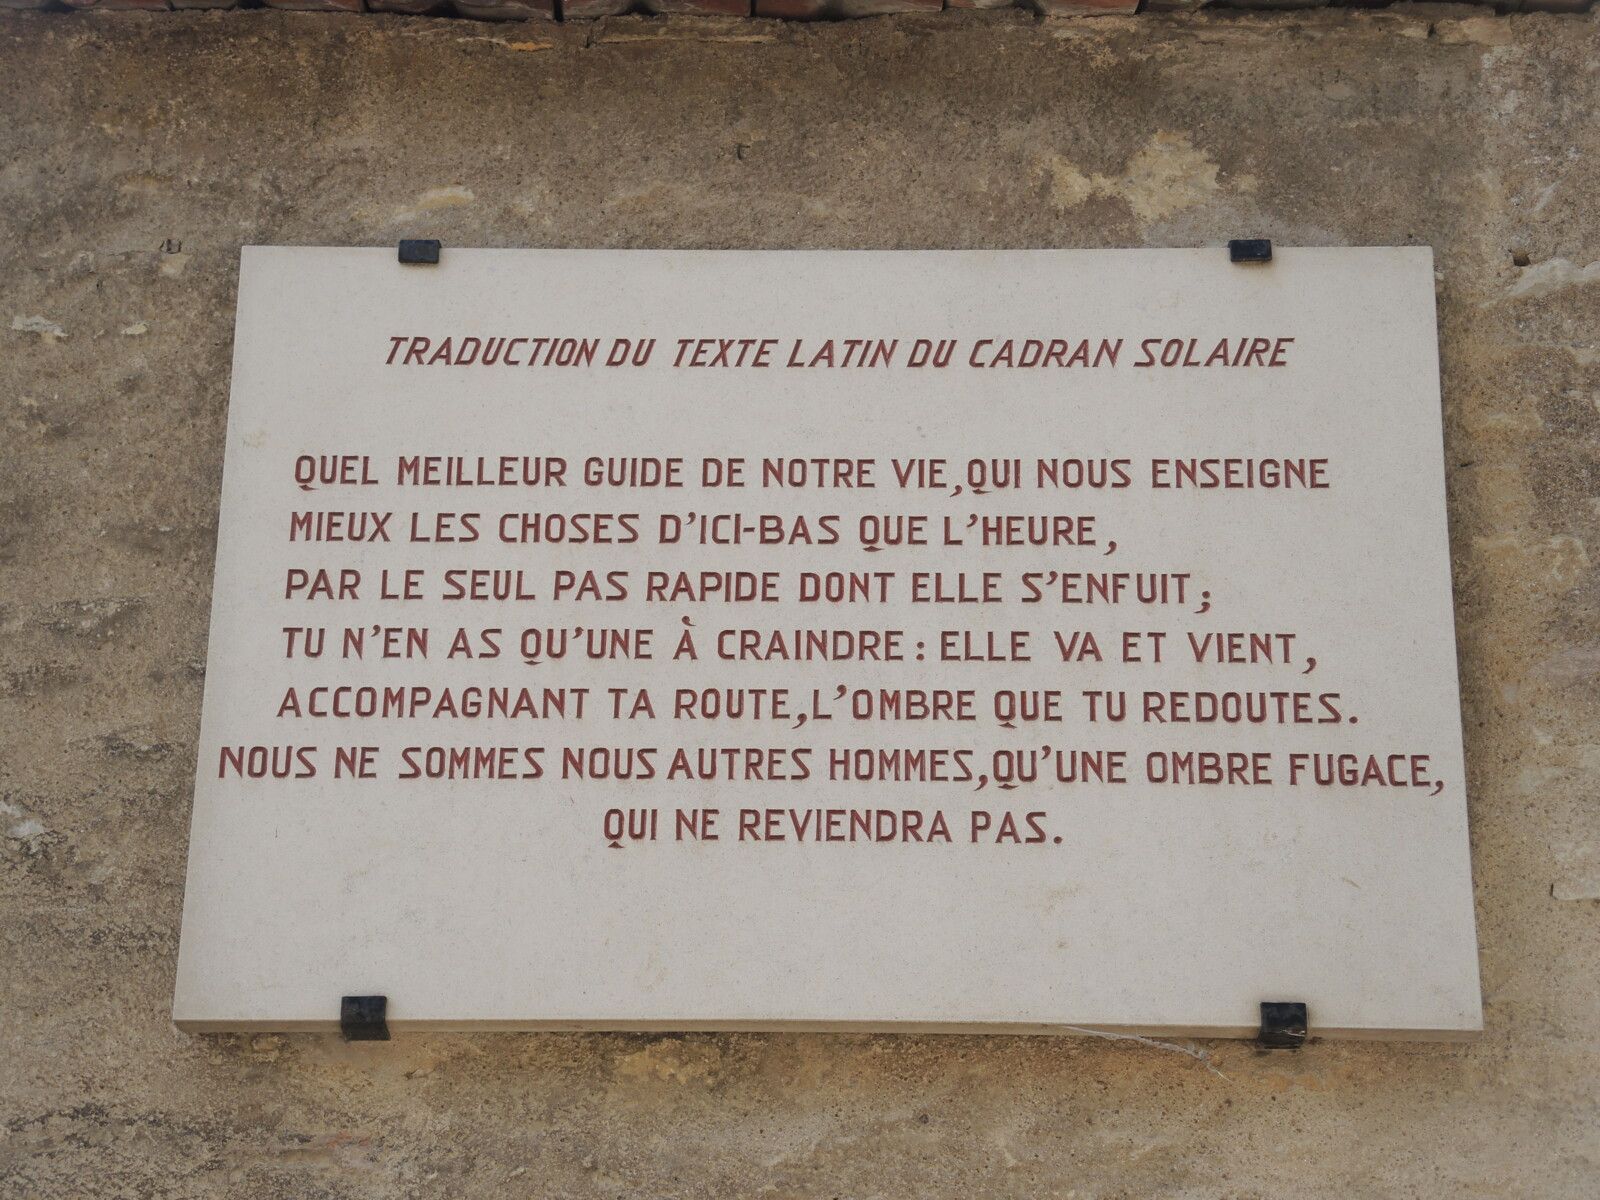 TRADUCTION DU TEXTE LATIN DU CADRAN SOLAIRE
QUEL MEILLEUR GUIDE DE NOTRE VIE,QUI NOUS ENSEIGNE
MIEUX LES CHOSES D'ICI-BAS QUE L'HEURE,
PAR LE SEUL PAS RAPIDE DONT ELLE S'ENFUIT;
TU N'EN AS QU'UNE À CRAINDRE: ELLE VA ET VIENT,
ACCOMPAGNANT TA ROUTE,L'OMBRE QUE TU REDOUTES.
NOUS NE SOMMES NOUS AUTRES HOMMES,QU'UNE OMBRE FUGACE,
QUI NE REVIENDRA PAS.